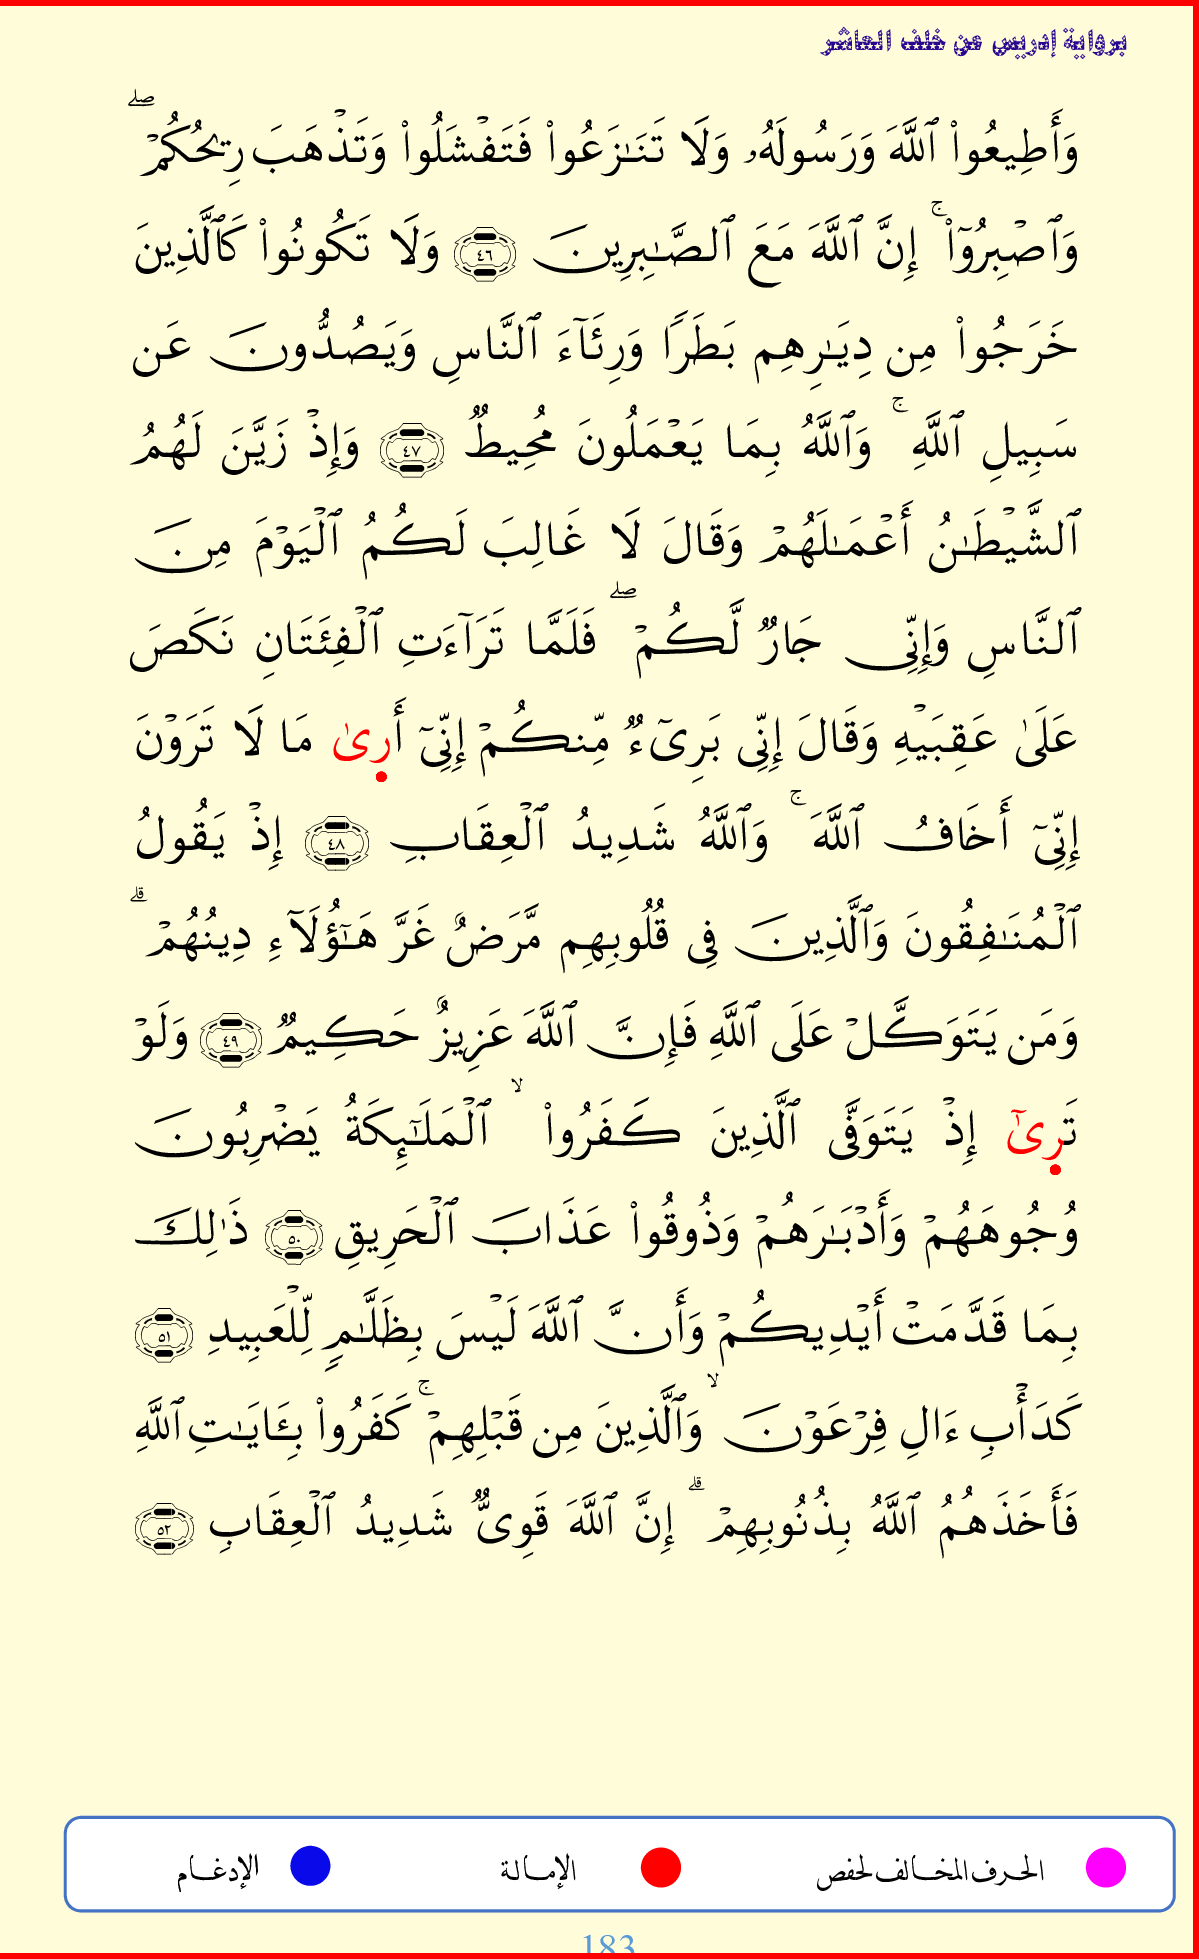 برواية إدريس عن خلف العاشر
وَأَطِيعُوا۟ ٱللَّهَ وَرَسُولَهُۥ وَلَا تَنَـٰزَعُوا۟ فَتَفْشَلُوا۟ وَتَذْهَبَ رِيحُكُمْ ۖ
وَٱصْبِرُوٓا۟ ۚ إِنَّ ٱللَّهَ مَعَ ٱلصَّـٰبِرِينَ ٤٦ وَلَا تَكُونُوا۟ كَٱلَّذِينَ
خَرَجُوا۟ مِن دِيَـٰرِهِم بَطَرًا وَرِئَآءَ ٱلنَّاسِ وَيَصُدُّونَ عَن
سَبِيلِ ٱللَّهِ ۚ وَٱللَّهُ بِمَا يَعْمَلُونَ مُحِيطٌ ٤٧ وَإِذْ زَيَّنَ لَهُمُ
ٱلشَّيْطَـٰنُ أَعْمَـٰلَهُمْ وَقَالَ لَا غَالِبَ لَكُمُ ٱلْيَوْمَ مِنَ
ٱلنَّاسِ وَإِنِّى جَارٌ لَّكُمْ ۖ فَلَمَّا تَرَآءَتِ ٱلْفِئَتَانِ نَكَصَ
عَلَىٰ عَقِبَيْهِ وَقَالَ إِنِّى بَرِىٓءٌ مِّنكُمْ إِنِّىٓ أَرٜىٰ مَا لَا تَرَوْنَ
إِنِّىٓ أَخَافُ ٱللَّهَ ۚ وَٱللَّهُ شَدِيدُ ٱلْعِقَابِ ٤٨ إِذْ يَقُولُ
ٱلْمُنَـٰفِقُونَ وَٱلَّذِينَ فِى قُلُوبِهِم مَّرَضٌ غَرَّ هَـٰٓؤُلَآءِ دِينُهُمْ ۗ
وَمَن يَتَوَكَّلْ عَلَى ٱللَّهِ فَإِنَّ ٱللَّهَ عَزِيزٌ حَكِيمٌ ٤٩ وَلَوْ
تَرٜىٰٓ إِذْ يَتَوَفَّى ٱلَّذِينَ كَفَرُوا۟ ۙ ٱلْمَلَـٰٓئِكَةُ يَضْرِبُونَ
وُجُوهَهُمْ وَأَدْبَـٰرَهُمْ وَذُوقُوا۟ عَذَابَ ٱلْحَرِيقِ ٥٠ ذَٰلِكَ
بِمَا قَدَّمَتْ أَيْدِيكُمْ وَأَنَّ ٱللَّهَ لَيْسَ بِظَلَّـٰمٍ لِّلْعَبِيدِ ٥١
كَدَأْبِ ءَالِ فِرْعَوْنَ ۙ وَٱلَّذِينَ مِن قَبْلِهِمْ ۚ كَفَرُوا۟ بِـَٔايَـٰتِ ٱللَّهِ
فَأَخَذَهُمُ ٱللَّهُ بِذُنُوبِهِمْ ۗ إِنَّ ٱللَّهَ قَوِىٌّ شَدِيدُ ٱلْعِقَابِ ٥٢
الحرف المخالف لحفص الإمالة الإدغام
183